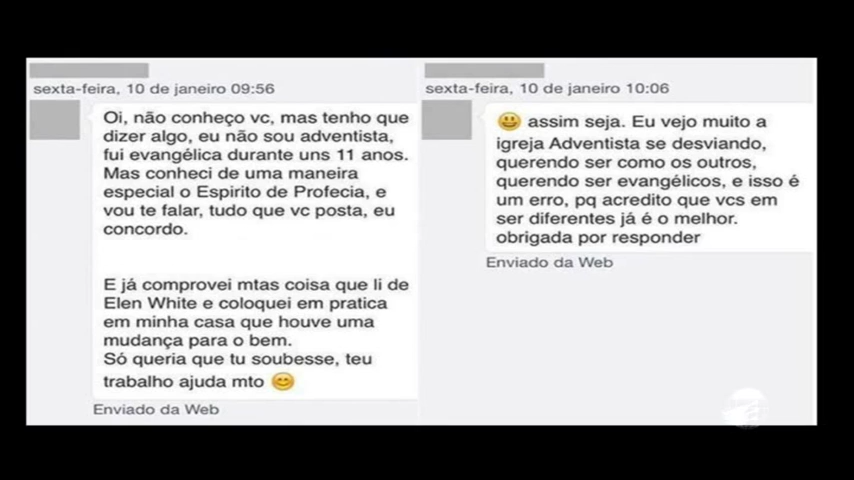 sexta-feira, 10 de janeiro 09:56
Oi, não conheço vc, mas tenho que
dizer algo, eu não sou adventista,
fui evangélica durante uns 11 anos.
Mas conheci de uma maneira
especial o Espirito de Profecia, e
vou te falar, tudo que vc posta, eu
concordo.
E já comprovei mtas coisa que li de
Elen White e coloquei em pratica
em minha casa que houve uma
mudança para o bem.
Só queria que tu soubesse, teu
trabalho ajuda mto 😊
Enviado da Web
sexta-feira, 10 de janeiro 10:06
😃 assim seja. Eu vejo muito a
igreja Adventista se desviando,
querendo ser como os outros,
querendo ser evangélicos, e isso é
um erro, pq acredito que vcs em
ser diferentes já é o melhor.
obrigada por responder
Enviado da Web